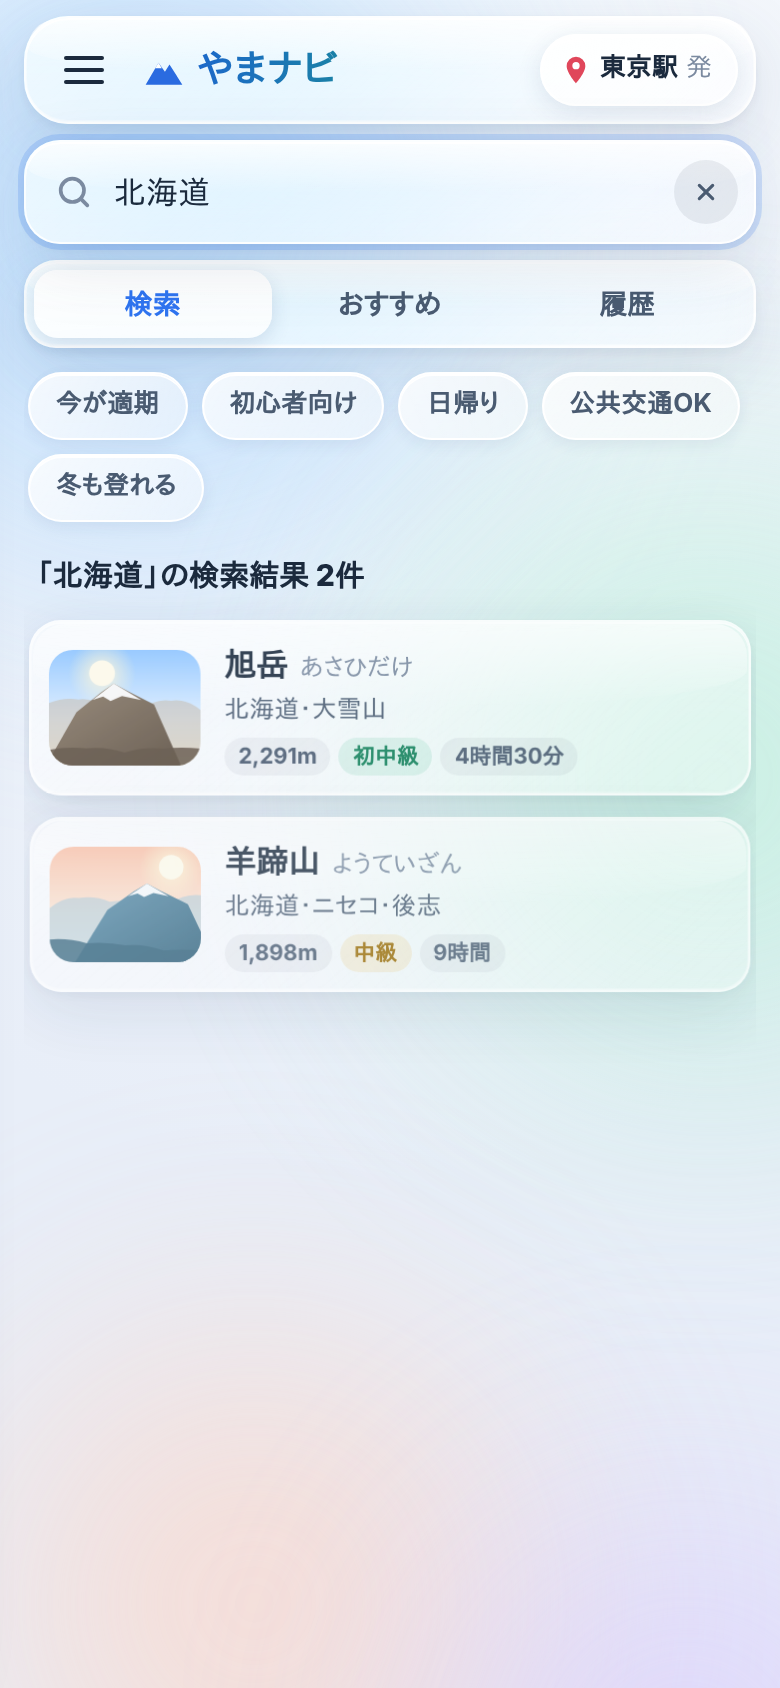 やまナビ
東京駅 発
北海道
検索 おすすめ 履歴
今が適期 初心者向け 日帰り 公共交通OK
冬も登れる
「北海道」の検索結果 2件
旭岳 あさひだけ
北海道・大雪山
2,291m 初中級 4時間30分
羊蹄山 ようていざん
北海道・ニセコ・後志
1,898m 中級 9時間